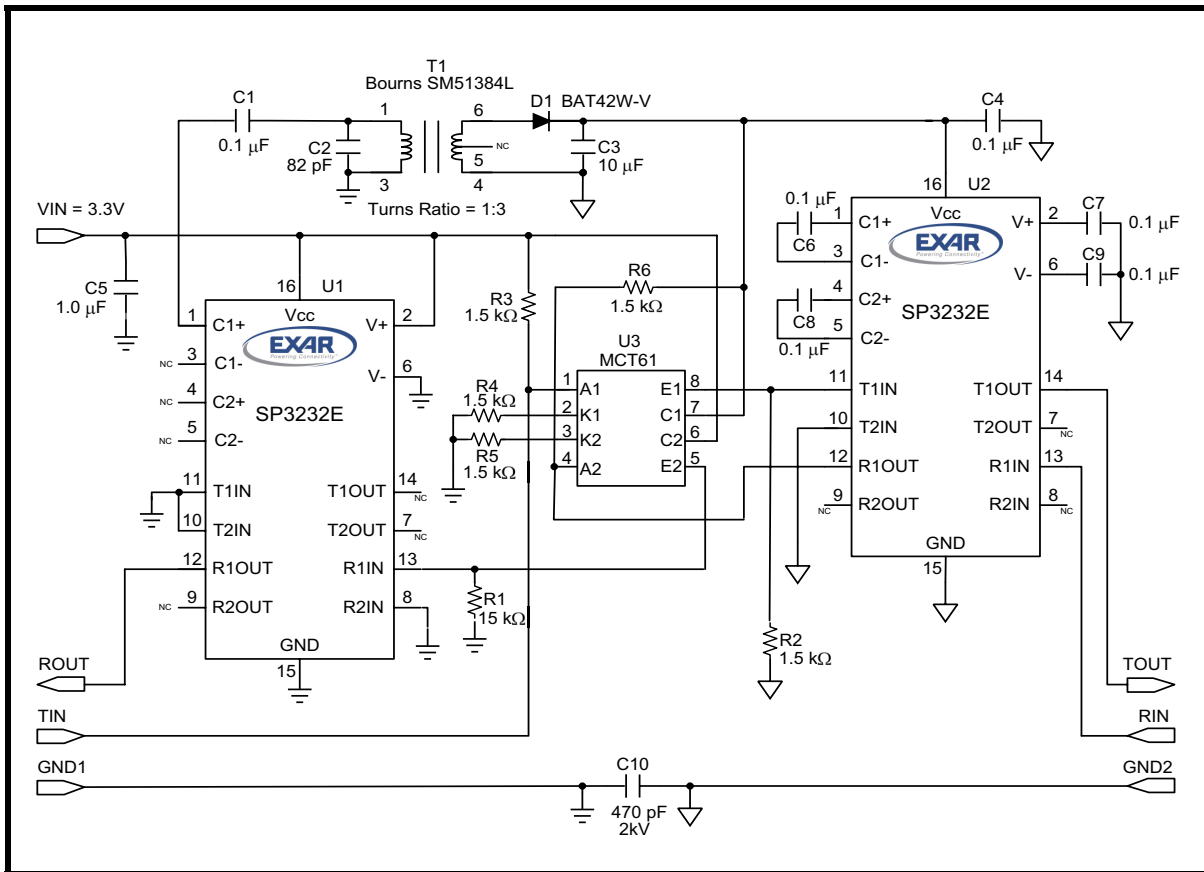 T1
Bourns SM51384L
C1
0.1 µF
1
3
C2
82 pF
6
5
4
NC
D1 BAT42W-V
C3
10 µF
C4
0.1 µF
Turns Ratio = 1:3
VIN = 3.3V
C5
1.0 µF
16
U1
Vcc
EXAR
Powering Connectivity
SP3232E
1 C1+
NC 3 C1-
NC 4 C2+
NC 5 C2-
11 T1IN
10 T2IN
12 R1OUT
NC 9 R2OUT
V+ 2
V- 6
T1OUT 14 NC
T2OUT 7 NC
R1IN 13
R2IN 8
GND
15
R3
1.5 kΩ
R4
1.5 kΩ
R5
1.5 kΩ
R6
1.5 kΩ
U3
MCT61
1 A1
2 K1
3 K2
4 A2
E1 8
C1 7
C2 6
E2 5
R1
15 kΩ
R2
1.5 kΩ
16
U2
Vcc
EXAR
Powering Connectivity
SP3232E
0.1 µF
C6
C8
0.1 µF
1 C1+
3 C1-
4 C2+
5 C2-
11 T1IN
10 T2IN
12 R1OUT
NC 9 R2OUT
V+ 2
V- 6
C7
0.1 µF
C9
0.1 µF
T1OUT 14
T2OUT 7 NC
R1IN 13
R2IN 8 NC
GND
15
ROUT
TIN
GND1
TOUT
RIN
GND2
C10
470 pF
2kV